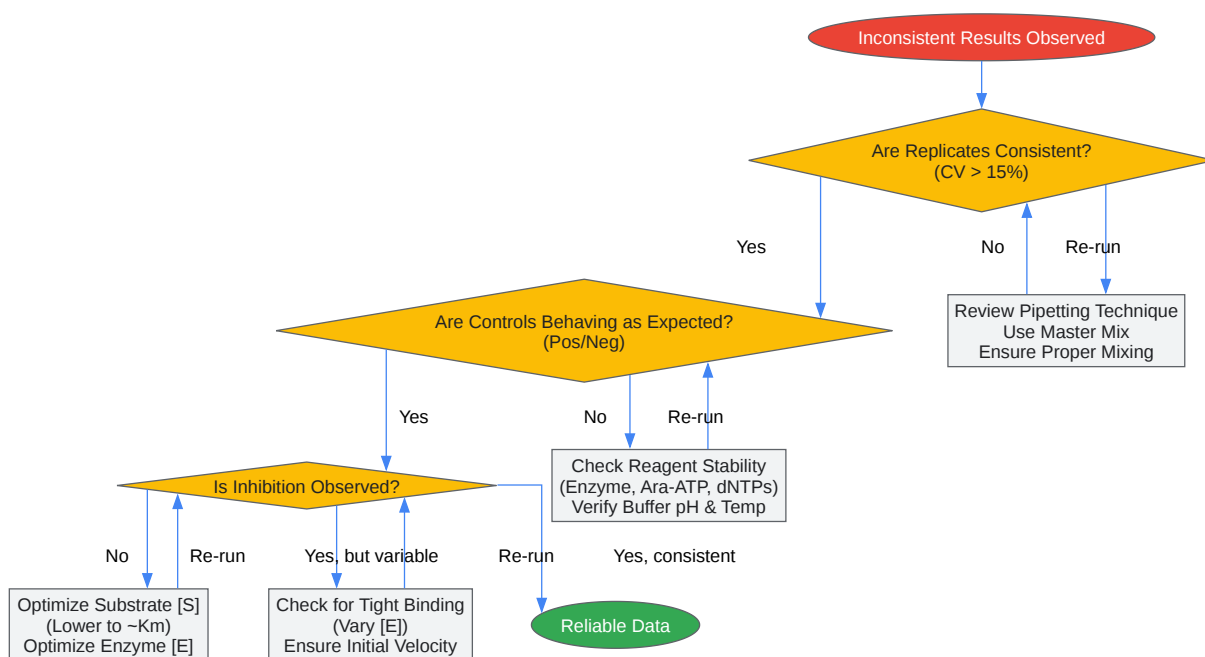 Inconsistent Results Observed
Are Replicates Consistent?
(CV > 15%)
Yes
No
Re-run
Review Pipetting Technique
Use Master Mix
Ensure Proper Mixing
Are Controls Behaving as Expected?
(Pos/Neg)
Yes
No
Re-run
Check Reagent Stability
(Enzyme, Ara-ATP, dNTPs)
Verify Buffer pH & Temp
Is Inhibition Observed?
No
Re-run
Yes, but variable
Re-run
Yes, consistent
Optimize Substrate [S]
(Lower to ~Km)
Optimize Enzyme [E]
Check for Tight Binding
(Vary [E])
Ensure Initial Velocity
Reliable Data